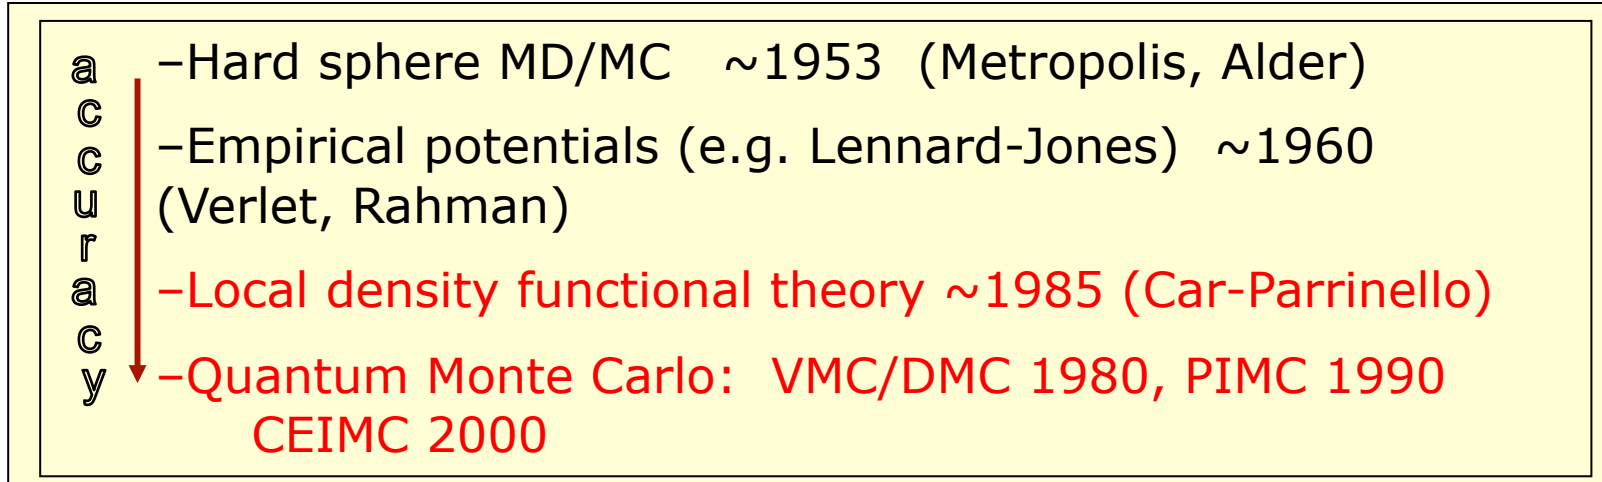 accuracy
–Hard sphere MD/MC ~1953 (Metropolis, Alder)
–Empirical potentials (e.g. Lennard-Jones) ~1960
(Verlet, Rahman)
–Local density functional theory ~1985 (Car-Parrinello)
–Quantum Monte Carlo: VMC/DMC 1980, PIMC 1990
CEIMC 2000